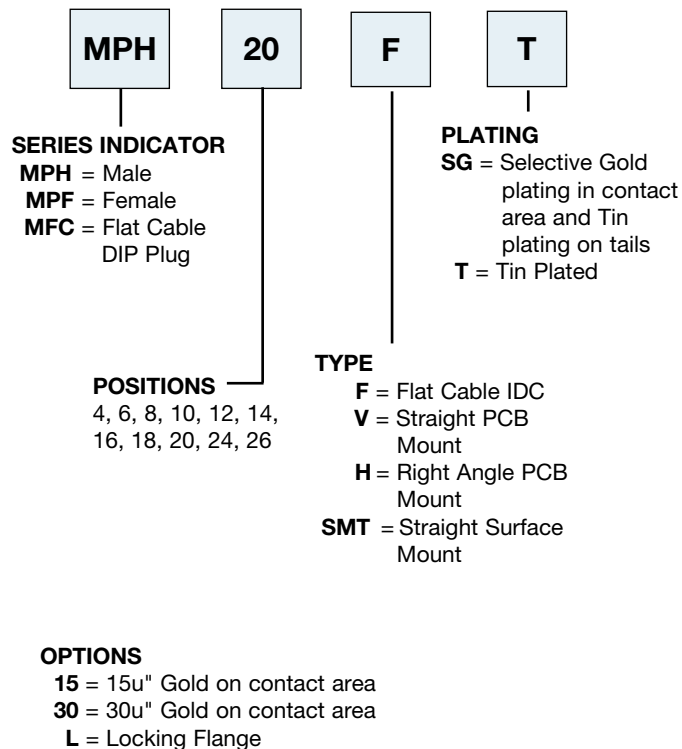 MPH 20 F T
SERIES INDICATOR
MPH = Male
MPF = Female
MFC = Flat Cable
DIP Plug
PLATING
SG = Selective Gold
plating in contact
area and Tin
plating on tails
T = Tin Plated
POSITIONS
4, 6, 8, 10, 12, 14,
16, 18, 20, 24, 26
TYPE
F = Flat Cable IDC
V = Straight PCB
Mount
H = Right Angle PCB
Mount
SMT = Straight Surface
Mount
OPTIONS
15 = 15u" Gold on contact area
30 = 30u" Gold on contact area
L = Locking Flange